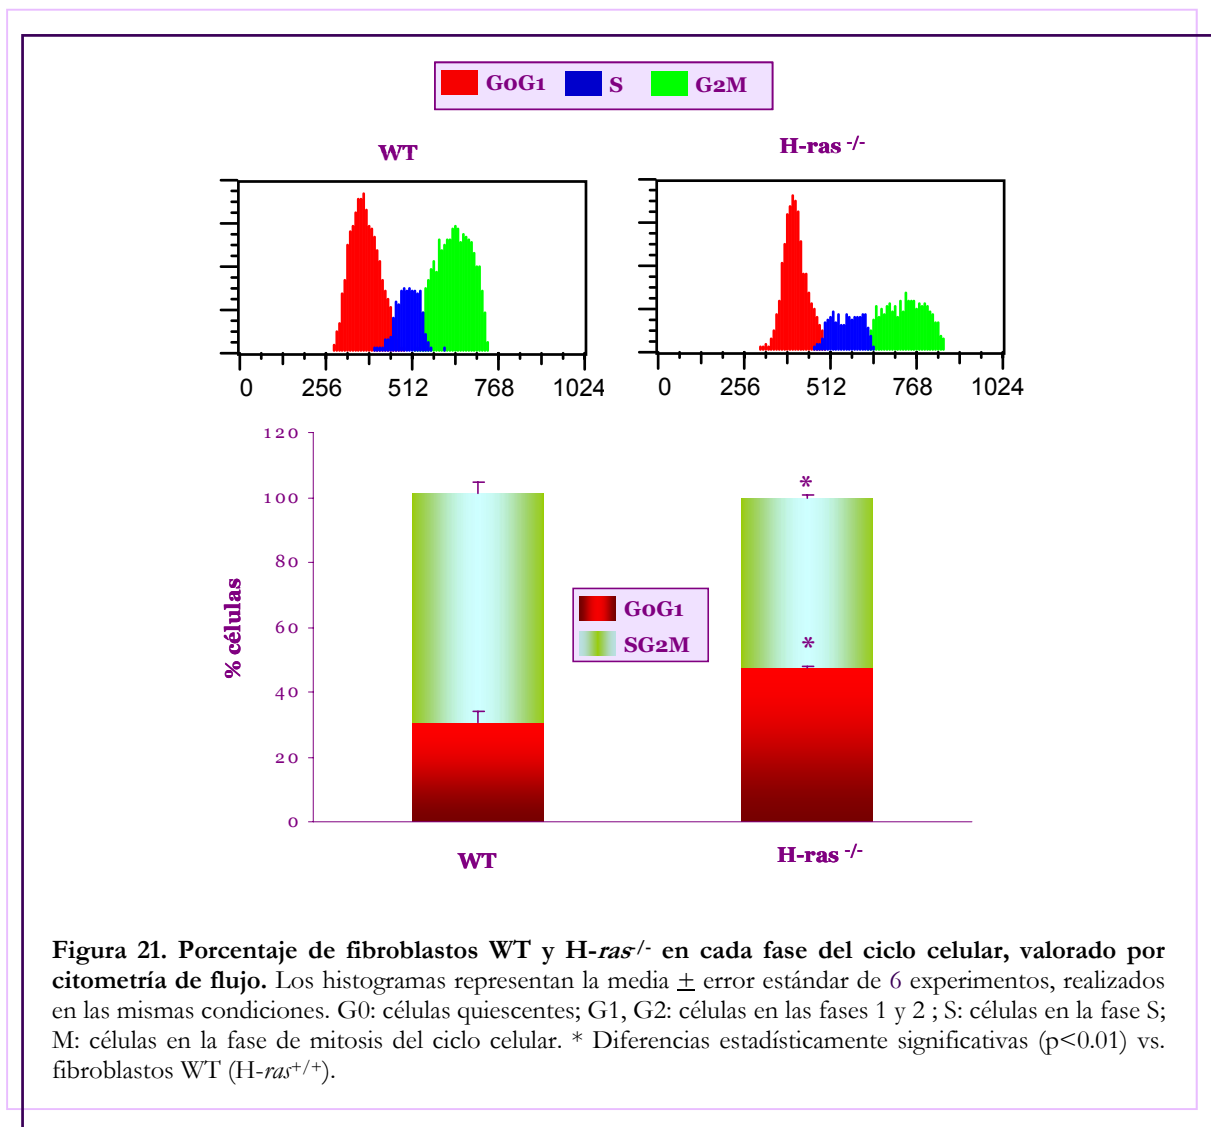 G0G1 S G2M
WT
H-ras -/-
0 256 512 768 1024
0 256 512 768 1024
120
100
80
60
40
20
0
% células
*
*
G0G1
SG2M
WT
H-ras -/-
Figura 21. Porcentaje de fibroblastos WT y H-ras-/- en cada fase del ciclo celular, valorado por
citometría de flujo. Los histogramas representan la media ± error estándar de 6 experimentos, realizados
en las mismas condiciones. G0: células quiescentes; G1, G2: células en las fases 1 y 2 ; S: células en la fase S;
M: células en la fase de mitosis del ciclo celular. * Diferencias estadísticamente significativas (p<0.01) vs.
fibroblastos WT (H-ras+/+).